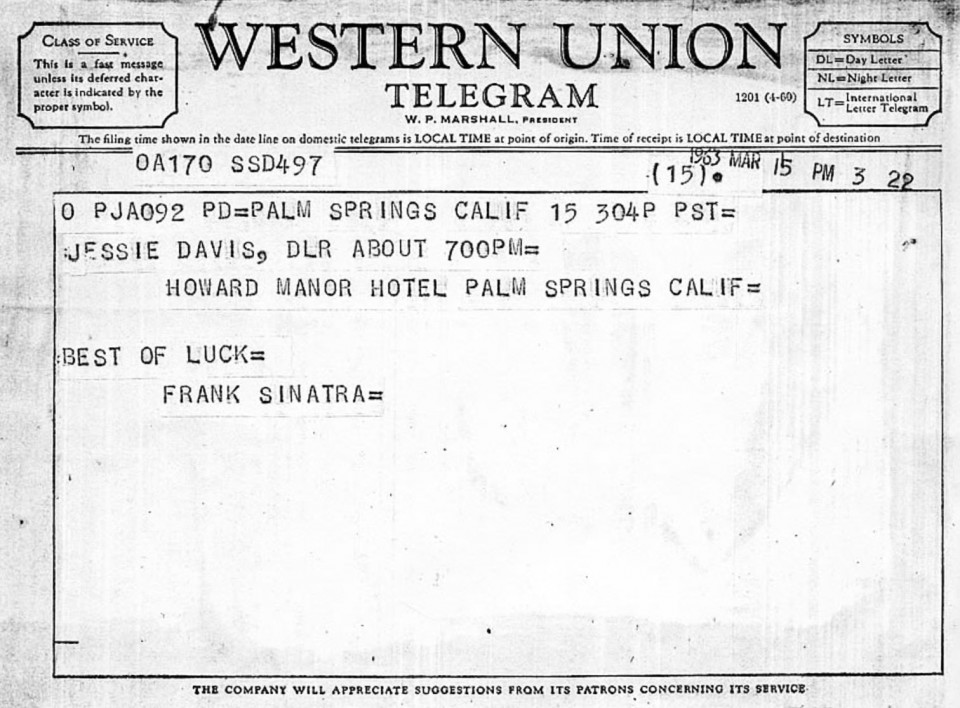 CLASS OF SERVICE
This is a fast message
unless its deferred char-
acter is indicated by the
proper symbol.
WESTERN UNION
TELEGRAM
W. P. MARSHALL, PRESIDENT
1201 (4-60)
SYMBOLS
DL=Day Letter
NL=Night Letter
LT=International
Letter Telegram
The filing time shown in the date line on domestic telegrams is LOCAL TIME at point of origin. Time of receipt is LOCAL TIME at point of destination
OA170 SSD497
(15). 1963 MAR 15 PM 3 22
O PJA092 PD=PALM SPRINGS CALIF 15 304P PST=
:JESSIE DAVIS, DLR ABOUT 700PM=
HOWARD MANOR HOTEL PALM SPRINGS CALIF=
:BEST OF LUCK=
FRANK SINATRA=
THE COMPANY WILL APPRECIATE SUGGESTIONS FROM ITS PATRONS CONCERNING ITS SERVICE